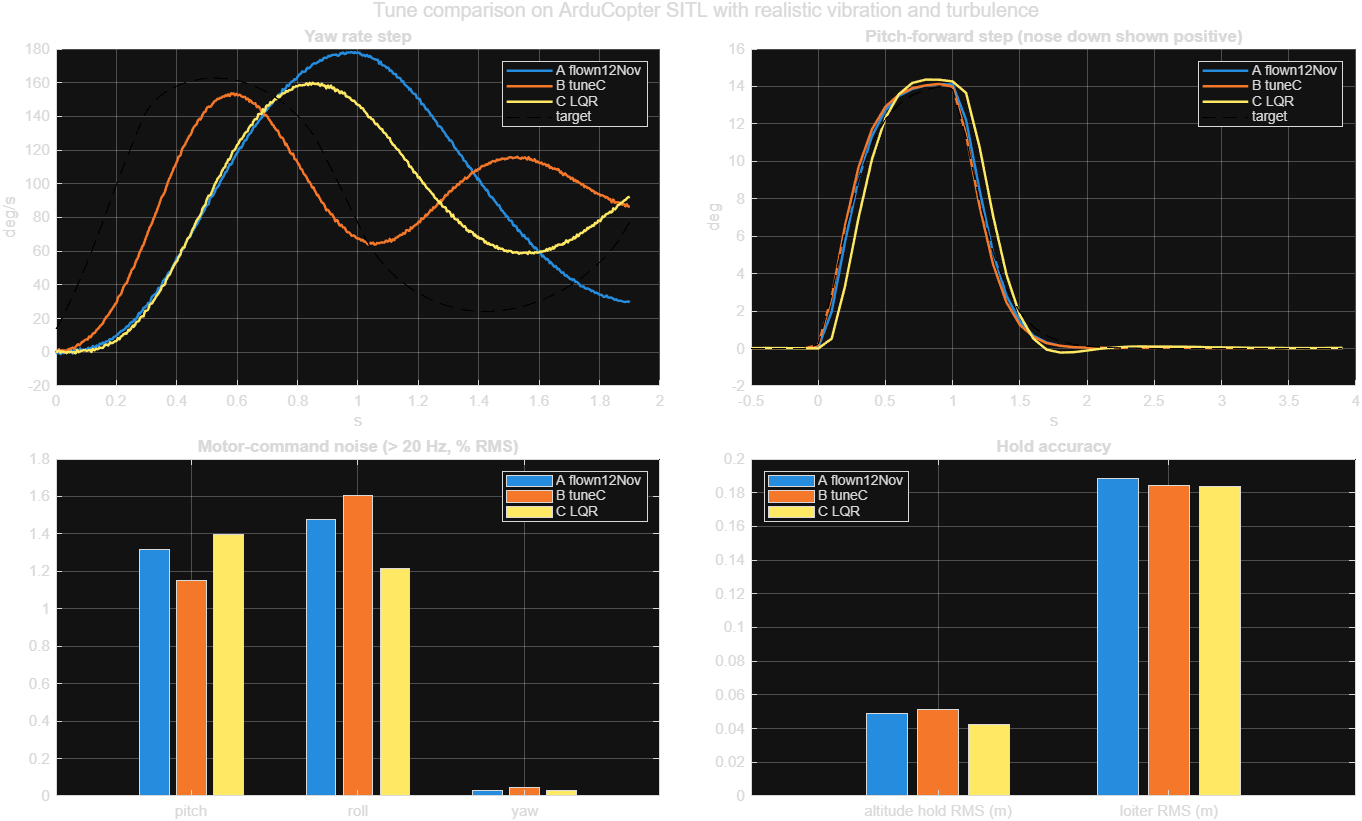 Tune comparison on ArduCopter SITL with realistic vibration and turbulence
Yaw rate step
180
160
140
120
100
80
60
40
20
0
-20
deg/s
0 0.2 0.4 0.6 0.8 1 1.2 1.4 1.6 1.8 2
s
A flown12Nov
B tuneC
C LQR
target
Pitch-forward step (nose down shown positive)
16
14
12
10
8
6
4
2
0
-2
deg
-0.5 0 0.5 1 1.5 2 2.5 3 3.5 4
s
A flown12Nov
B tuneC
C LQR
target
Motor-command noise (> 20 Hz, % RMS)
1.8
1.6
1.4
1.2
1
0.8
0.6
0.4
0.2
0
pitch roll yaw
A flown12Nov
B tuneC
C LQR
Hold accuracy
0.2
0.18
0.16
0.14
0.12
0.1
0.08
0.06
0.04
0.02
0
altitude hold RMS (m) loiter RMS (m)
A flown12Nov
B tuneC
C LQR